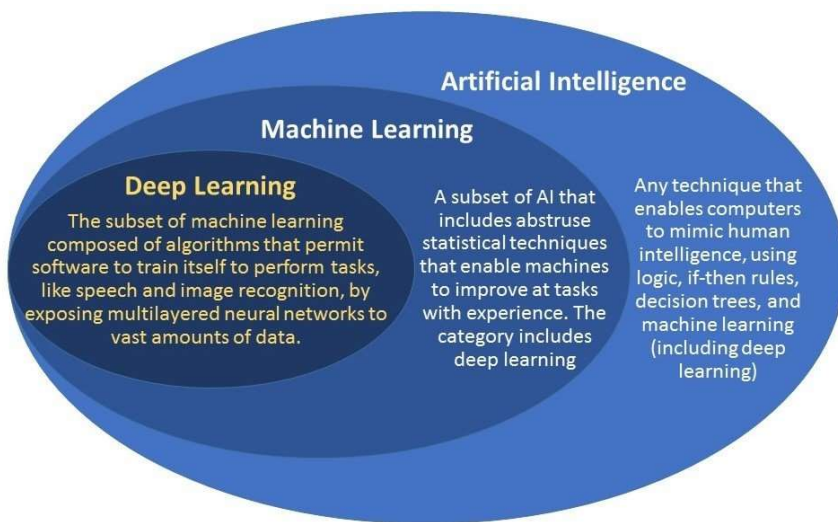 Artificial Intelligence
Machine Learning
Deep Learning
The subset of machine learning
composed of algorithms that permit
software to train itself to perform tasks,
like speech and image recognition, by
exposing multilayered neural networks to
vast amounts of data.
A subset of AI that
includes abstruse
statistical techniques
that enable machines
to improve at tasks
with experience. The
category includes
deep learning
Any technique that
enables computers
to mimic human
intelligence, using
logic, if-then rules,
decision trees, and
machine learning
(including deep
learning)